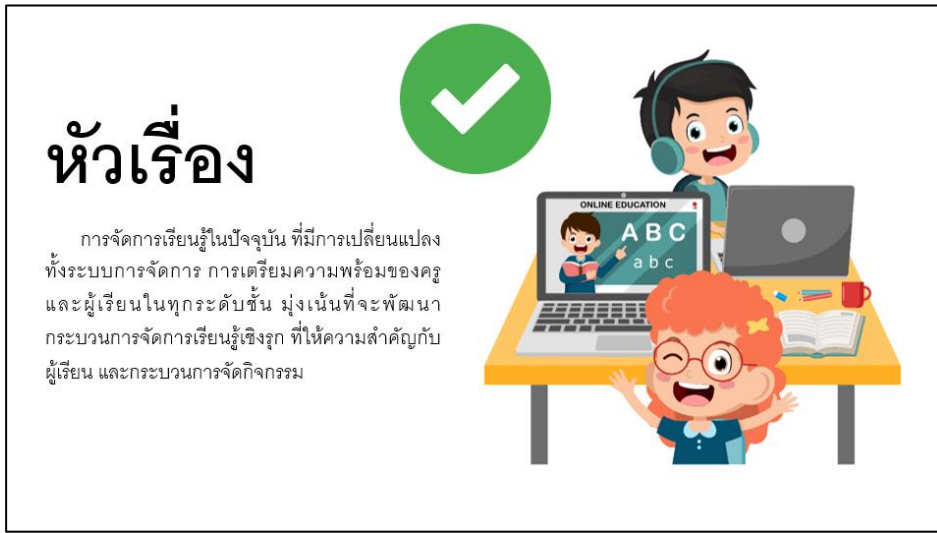 หัวเรื่อง
การจัดการเรียนรู้ในปัจจุบัน ที่มีการเปลี่ยนแปลง
ทั้งระบบการจัดการ การเตรียมความพร้อมของครู
และผู้เรียนในทุกระดับชั้น มุ่งเน้นที่จะพัฒนา
กระบวนการจัดการเรียนรู้เชิงรุก ที่ให้ความสำคัญกับ
ผู้เรียน และกระบวนการจัดกิจกรรม
ONLINE EDUCATION
A B C
a b c